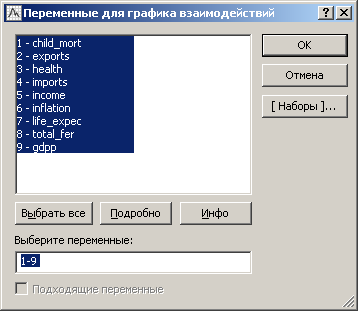 Переменные для графика взаимодействий
1 - child_mort
2 - exports
3 - health
4 - imports
5 - income
6 - inflation
7 - life_expec
8 - total_fer
9 - gdpp
OK
Отмена
[ Наборы ]...
Выбрать все
Подробно
Инфо
Выберите переменные:
1-9
Подходящие переменные